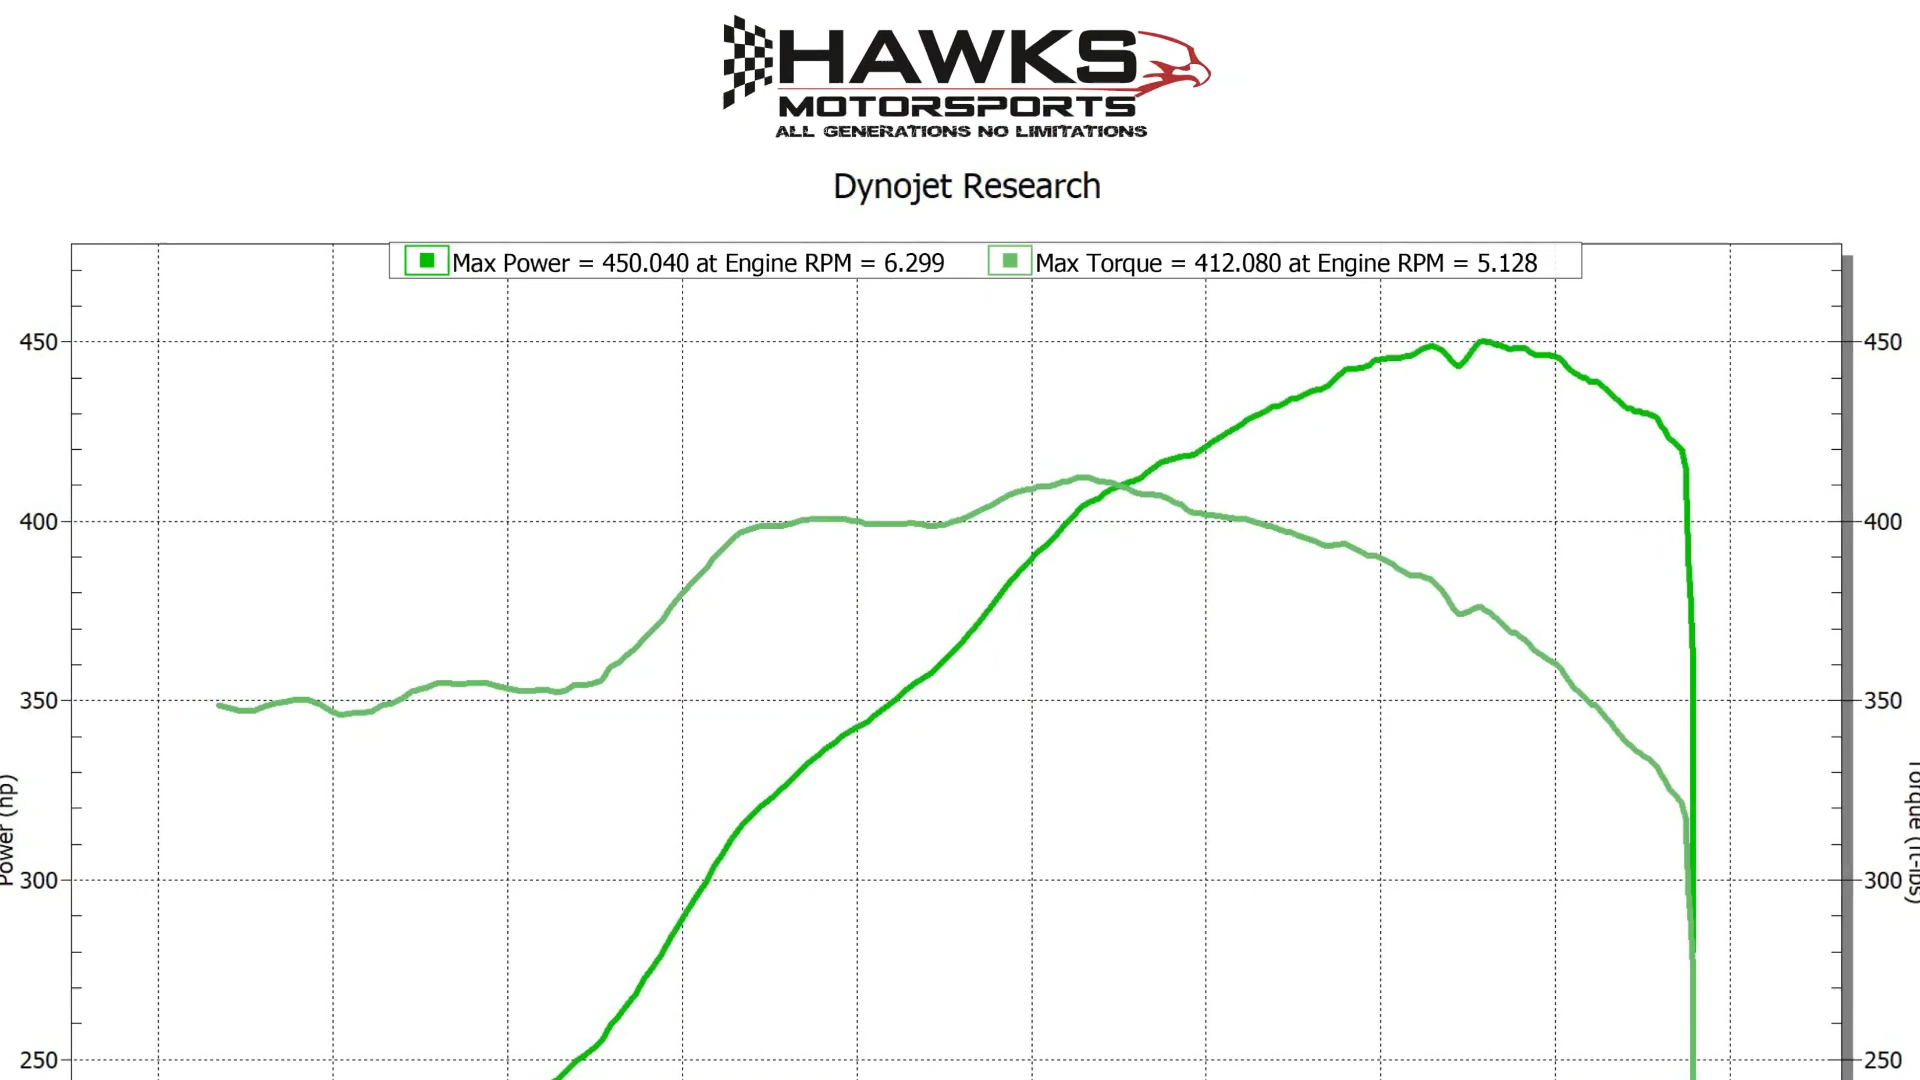 HAWKS
MOTORSPORTS
ALL GENERATIONS NO LIMITATIONS
Dynojet Research
Max Power = 450.040 at Engine RPM = 6.299
Max Torque = 412.080 at Engine RPM = 5.128
450
450
400
400
350
350
Power (hp)
Torque (ft-lbs)
300
300
250
250